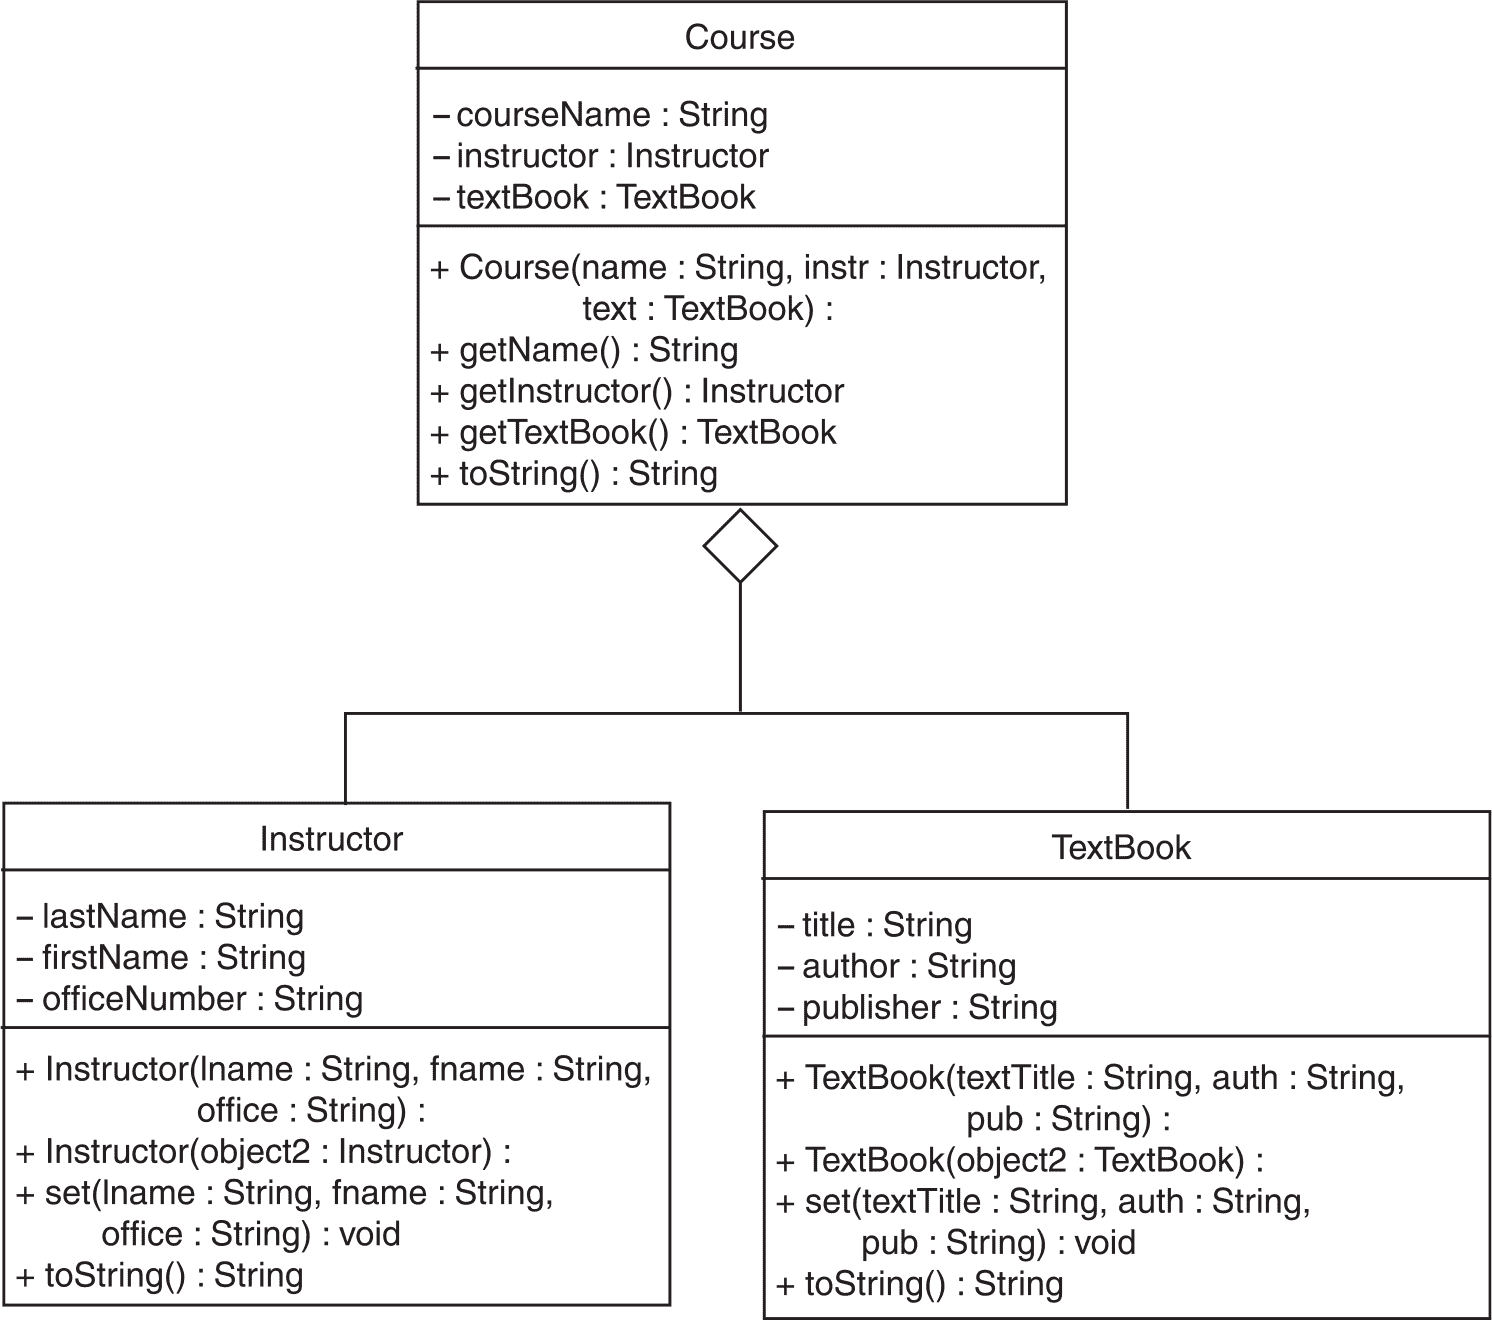 Course
– courseName : String
– instructor : Instructor
– textBook : TextBook
+ Course(name : String, instr : Instructor,
text : TextBook) :
+ getName() : String
+ getInstructor() : Instructor
+ getTextBook() : TextBook
+ toString() : String
Instructor
– lastName : String
– firstName : String
– officeNumber : String
+ Instructor(lname : String, fname : String,
office : String) :
+ Instructor(object2 : Instructor) :
+ set(lname : String, fname : String,
office : String) : void
+ toString() : String
TextBook
– title : String
– author : String
– publisher : String
+ TextBook(textTitle : String, auth : String,
pub : String) :
+ TextBook(object2 : TextBook) :
+ set(textTitle : String, auth : String,
pub : String) : void
+ toString() : String